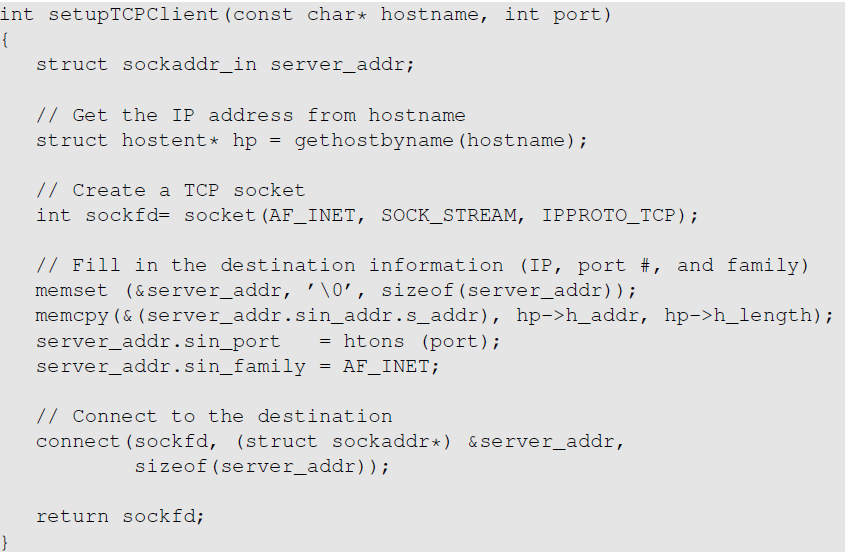 int setupTCPClient(const char* hostname, int port)
{
   struct sockaddr_in server_addr;

   // Get the IP address from hostname
   struct hostent* hp = gethostbyname(hostname);

   // Create a TCP socket
   int sockfd= socket(AF_INET, SOCK_STREAM, IPPROTO_TCP);

   // Fill in the destination information (IP, port #, and family)
   memset (&server_addr, ’\0’, sizeof(server_addr));
   memcpy(&(server_addr.sin_addr.s_addr), hp->h_addr, hp->h_length);
   server_addr.sin_port   = htons (port);
   server_addr.sin_family = AF_INET;

   // Connect to the destination
   connect(sockfd, (struct sockaddr*) &server_addr,
           sizeof(server_addr));

   return sockfd;
}